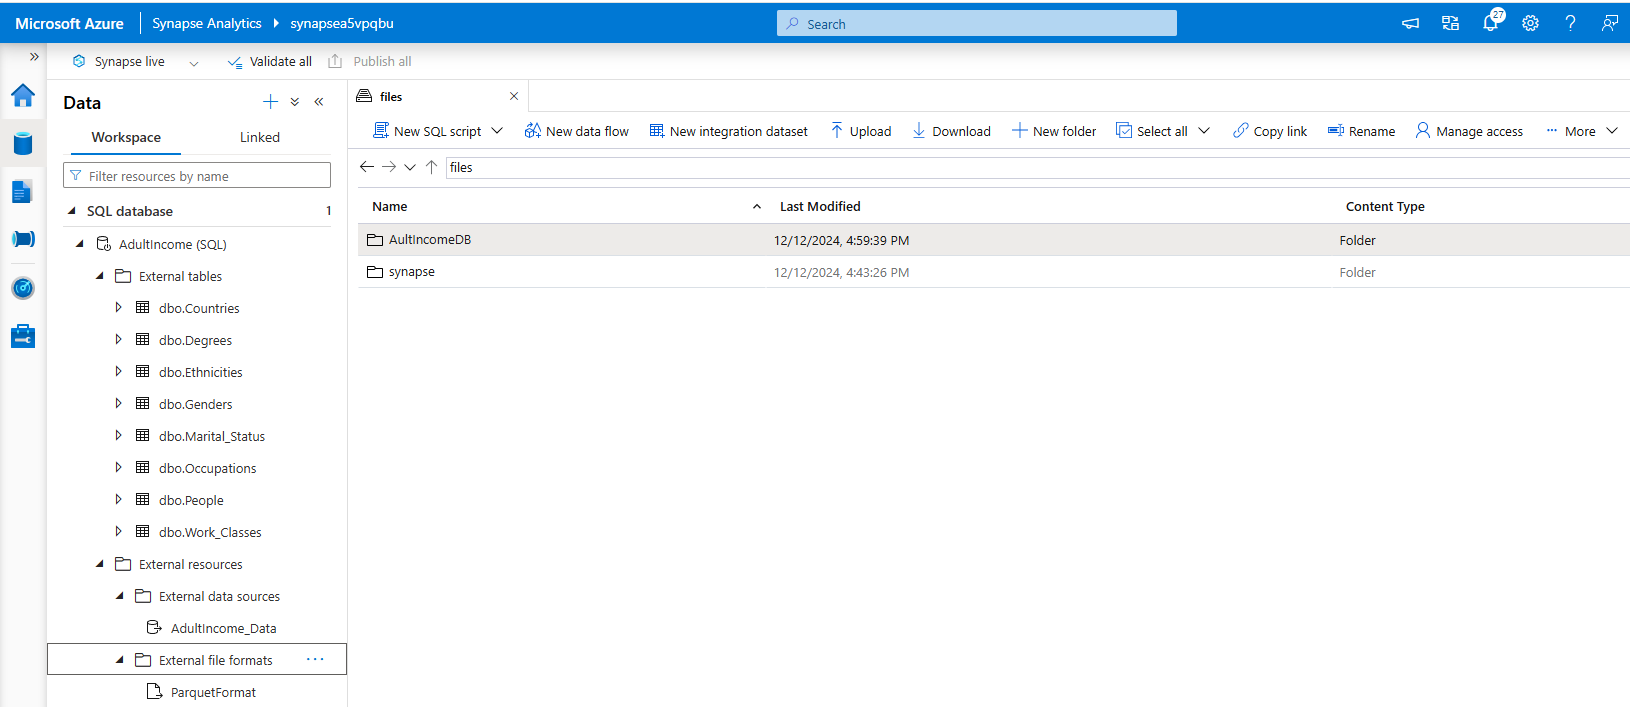 Microsoft Azure Synapse Analytics synapsea5vpqbu Search 27
Synapse live Validate all Publish all
Data
Workspace Linked
Filter resources by name
SQL database 1
AdultIncome (SQL)
External tables
dbo.Countries
dbo.Degrees
dbo.Ethnicities
dbo.Genders
dbo.Marital_Status
dbo.Occupations
dbo.People
dbo.Work_Classes
External resources
External data sources
AdultIncome_Data
External file formats ...
ParquetFormat
files
New SQL script New data flow New integration dataset Upload Download New folder Select all Copy link Rename Manage access ... More
files
Name Last Modified Content Type
AultIncomeDB 12/12/2024, 4:59:39 PM Folder
synapse 12/12/2024, 4:43:26 PM Folder